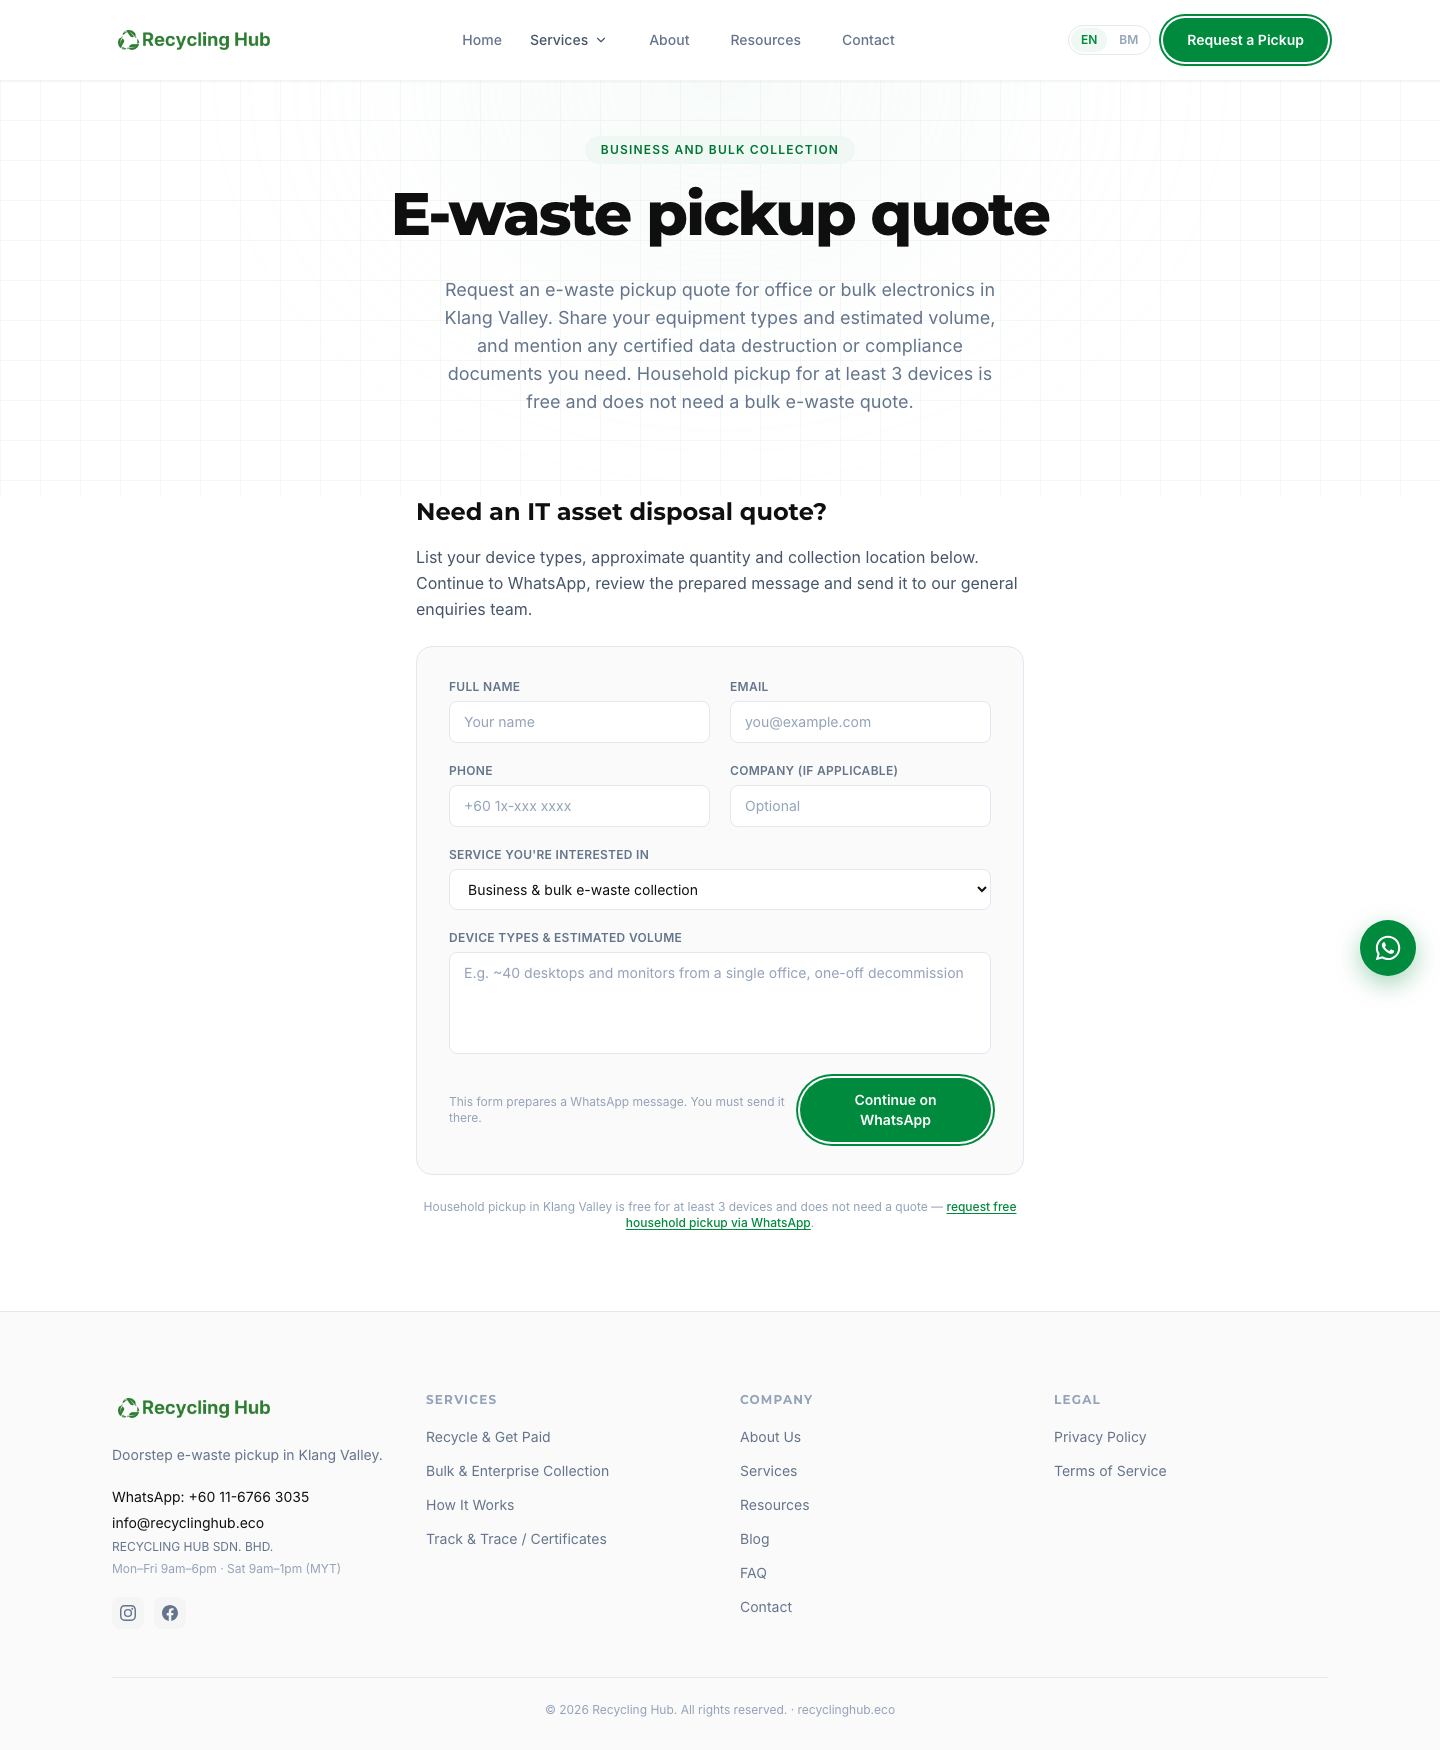 Recycling Hub
Home
Services
About
Resources
Contact
EN
BM
Request a Pickup
BUSINESS AND BULK COLLECTION
E-waste pickup quote
Request an e-waste pickup quote for office or bulk electronics in
Klang Valley. Share your equipment types and estimated volume,
and mention any certified data destruction or compliance
documents you need. Household pickup for at least 3 devices is
free and does not need a bulk e-waste quote.
Need an IT asset disposal quote?
List your device types, approximate quantity and collection location below.
Continue to WhatsApp, review the prepared message and send it to our general
enquiries team.
FULL NAME
EMAIL
Your name
you@example.com
PHONE
COMPANY (IF APPLICABLE)
+60 1x-xxx xxxx
Optional
SERVICE YOU'RE INTERESTED IN
Business & bulk e-waste collection
DEVICE TYPES & ESTIMATED VOLUME
E.g. ~40 desktops and monitors from a single office, one-off decommission
This form prepares a WhatsApp message. You must send it
there.
Continue on
WhatsApp
Household pickup in Klang Valley is free for at least 3 devices and does not need a quote — request free
household pickup via WhatsApp.
Recycling Hub
Doorstep e-waste pickup in Klang Valley.
WhatsApp: +60 11-6766 3035
info@recyclinghub.eco
RECYCLING HUB SDN. BHD.
Mon–Fri 9am–6pm · Sat 9am–1pm (MYT)
SERVICES
Recycle & Get Paid
Bulk & Enterprise Collection
How It Works
Track & Trace / Certificates
COMPANY
About Us
Services
Resources
Blog
FAQ
Contact
LEGAL
Privacy Policy
Terms of Service
© 2026 Recycling Hub. All rights reserved. · recyclinghub.eco